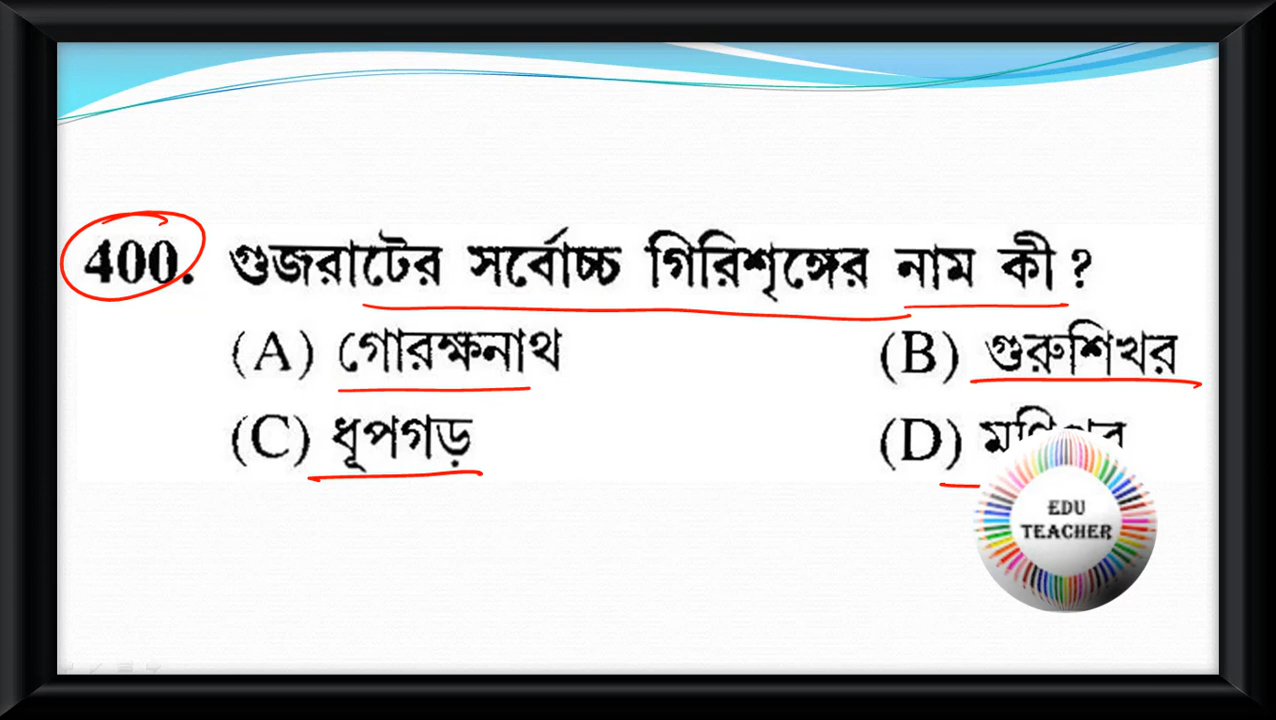 400. গুজরাটের সর্বোচ্চ গিরিশৃঙ্গের নাম কী ?
(A) গোরক্ষনাথ (B) গুরুশিখর
(C) ধূপগড় (D)
EDU
TEACHER